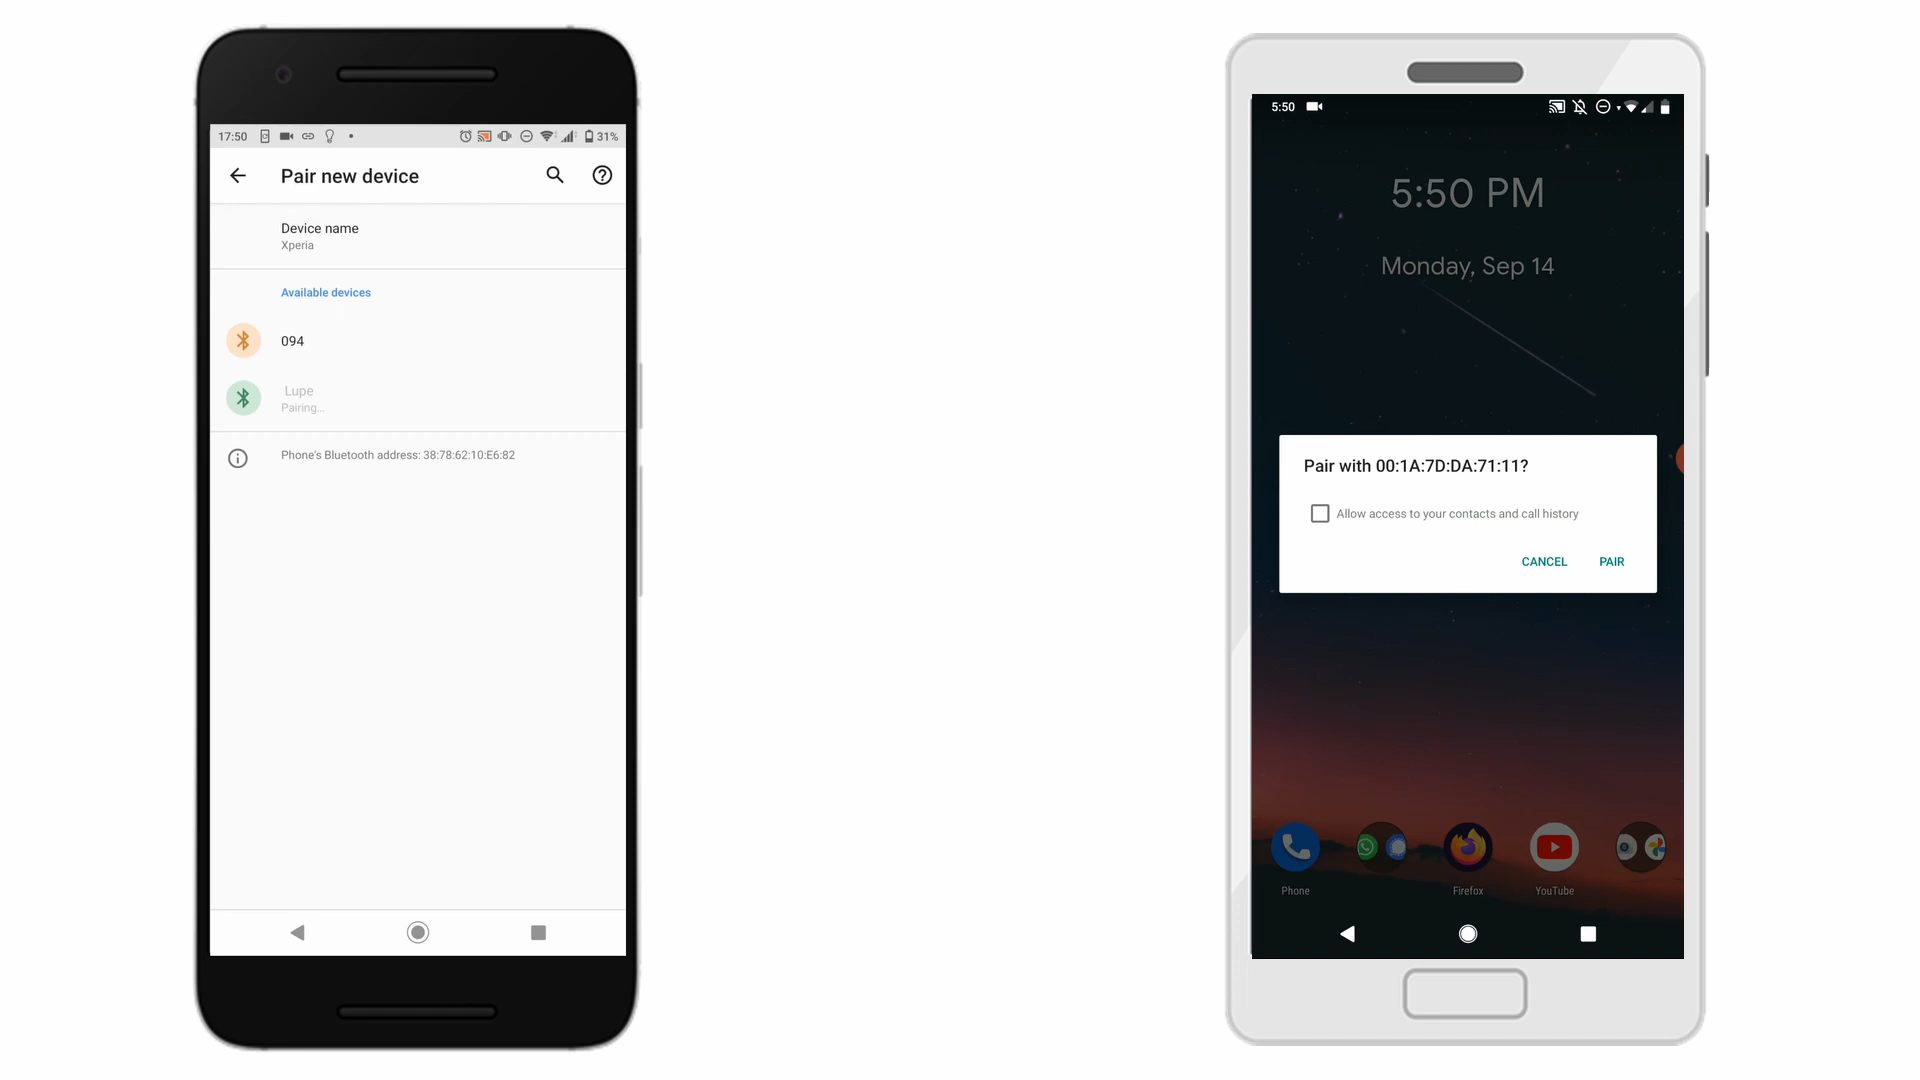 17:50
31%
Pair new device
Device name
Xperia
Available devices
094
Lupe
Pairing...
Phone's Bluetooth address: 38:78:62:10:E6:82
5:50
5:50 PM
Monday, Sep 14
Pair with 00:1A:7D:DA:71:11?
Allow access to your contacts and call history
CANCEL PAIR
Phone Firefox YouTube